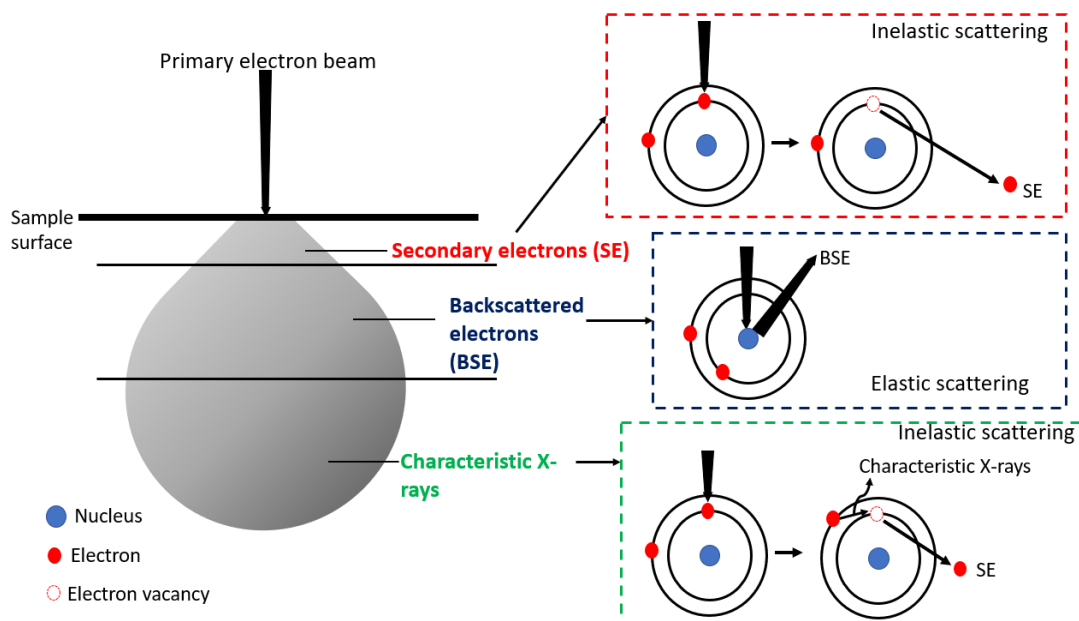 Primary electron beam
Sample
surface
Secondary electrons (SE)
Backscattered
electrons
(BSE)
Characteristic X-
rays
Nucleus
Electron
Electron vacancy
Inelastic scattering
SE
BSE
Elastic scattering
Inelastic scattering
Characteristic X-rays
SE